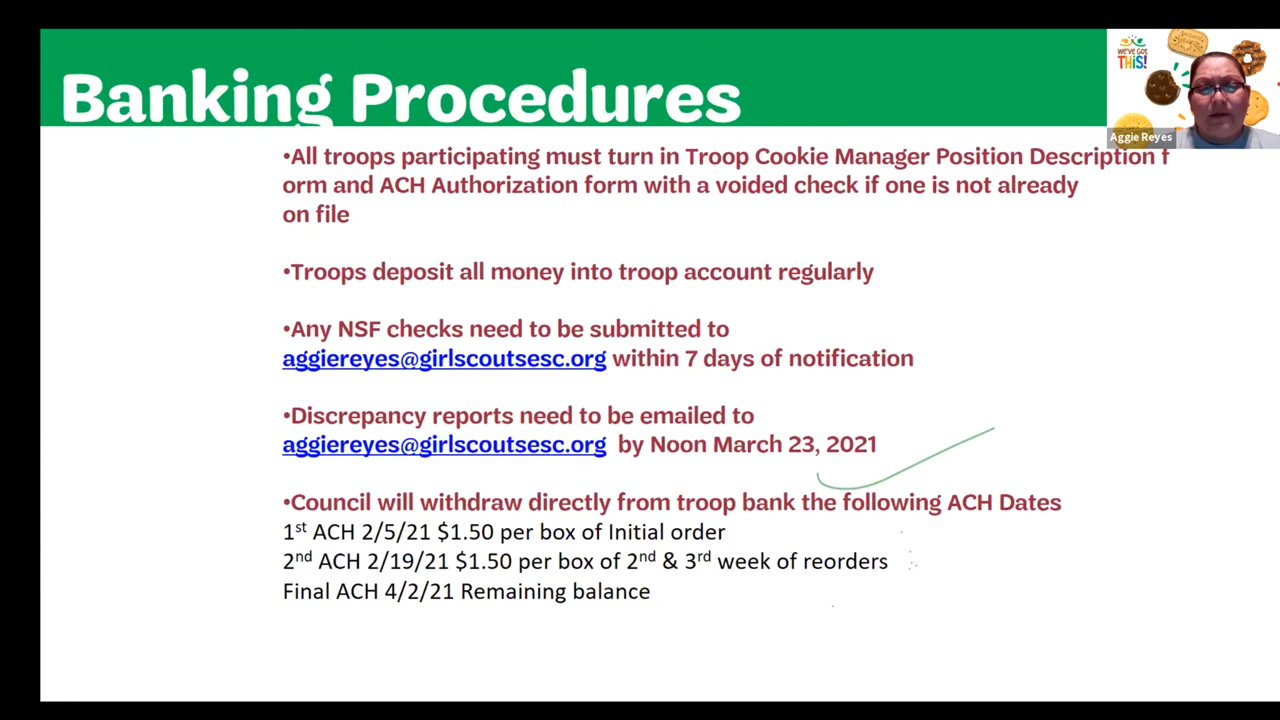 Banking Procedures
WE'VE GOT
THIS!
Aggie Reyes
•All troops participating must turn in Troop Cookie Manager Position Description f
orm and ACH Authorization form with a voided check if one is not already
on file
•Troops deposit all money into troop account regularly
•Any NSF checks need to be submitted to
aggiereyes@girlscoutsesc.org within 7 days of notification
•Discrepancy reports need to be emailed to
aggiereyes@girlscoutsesc.org by Noon March 23, 2021
•Council will withdraw directly from troop bank the following ACH Dates
1st ACH 2/5/21 $1.50 per box of Initial order
2nd ACH 2/19/21 $1.50 per box of 2nd & 3rd week of reorders
Final ACH 4/2/21 Remaining balance